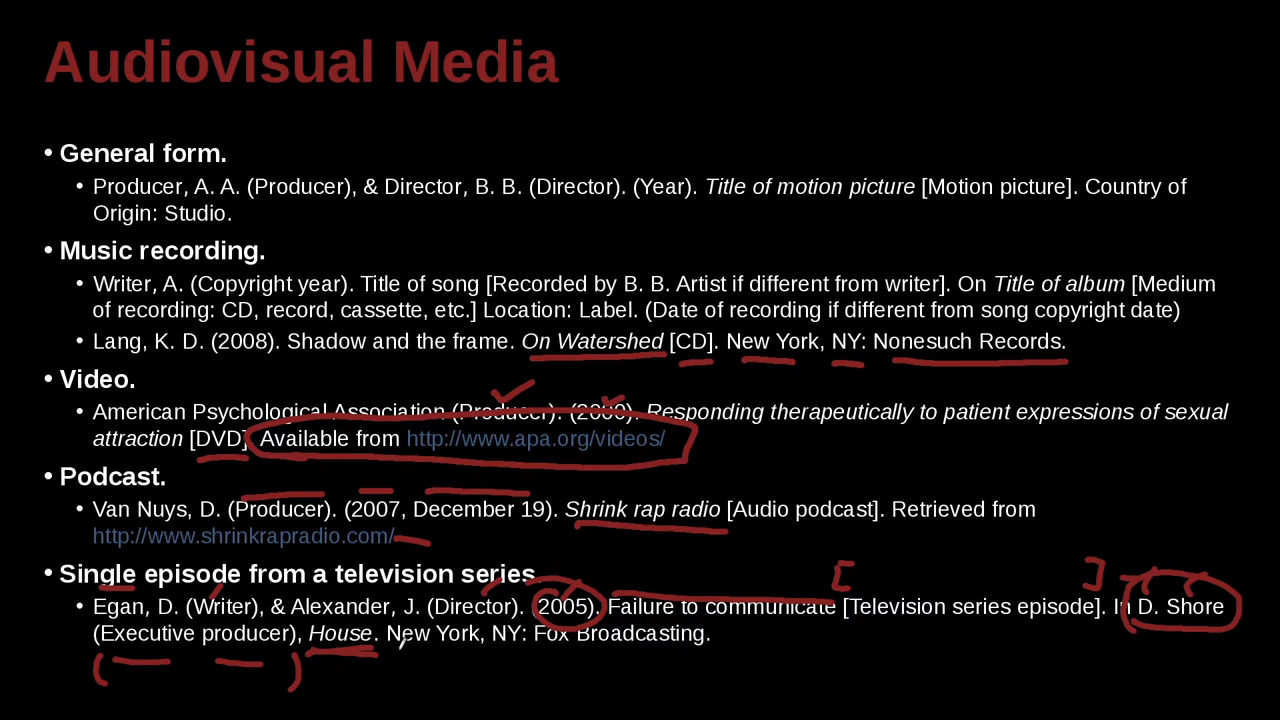 Audiovisual Media
• General form.
• Producer, A. A. (Producer), & Director, B. B. (Director). (Year). Title of motion picture [Motion picture]. Country of
Origin: Studio.
• Music recording.
• Writer, A. (Copyright year). Title of song [Recorded by B. B. Artist if different from writer]. On Title of album [Medium
of recording: CD, record, cassette, etc.] Location: Label. (Date of recording if different from song copyright date)
• Lang, K. D. (2008). Shadow and the frame. On Watershed [CD]. New York, NY: Nonesuch Records.
• Video.
• American Psychological Association (Producer). (2000). Responding therapeutically to patient expressions of sexual
attraction [DVD]. Available from http://www.apa.org/videos/
• Podcast.
• Van Nuys, D. (Producer). (2007, December 19). Shrink rap radio [Audio podcast]. Retrieved from
http://www.shrinkrapradio.com/
• Single episode from a television series.
• Egan, D. (Writer), & Alexander, J. (Director). (2005). Failure to communicate [Television series episode]. In D. Shore
(Executive producer), House. New York, NY: Fox Broadcasting.